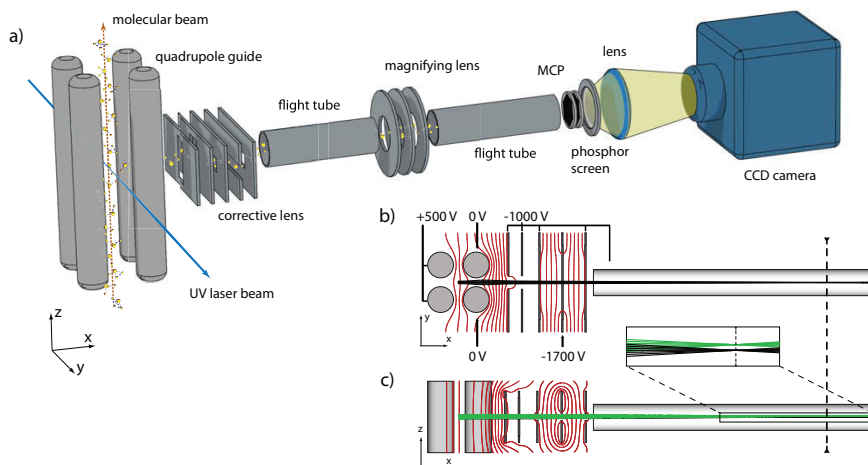 a)
molecular beam
quadrupole guide
magnifying lens
flight tube
MCP
lens
flight tube
phosphor
screen
CCD camera
corrective lens
UV laser beam
z
x
y
b)
+500 V
0 V
-1000 V
y
x
0 V
-1700 V
c)
z
x